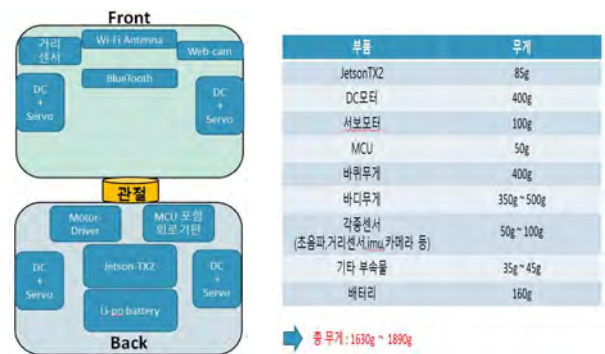 Front
거리
센서
Wi-Fi Antenna
Web-cam
BlueTooth
DC
+
Servo
DC
+
Servo
관절
Motor-
Driver
MCU 포함
회로기판
DC
+
Servo
Jetson-TX2
DC
+
Servo
Li-po battery
Back
부품 무게
JetsonTX2 85g
DC모터 400g
서보모터 100g
MCU 50g
바퀴무게 400g
바디무게 350g ~ 500g
각종센서
(초음파,거리센서,imu,카메라 등) 50g ~ 100g
기타 부속물 35g ~ 45g
배터리 160g
총 무게 : 1630g ~ 1890g